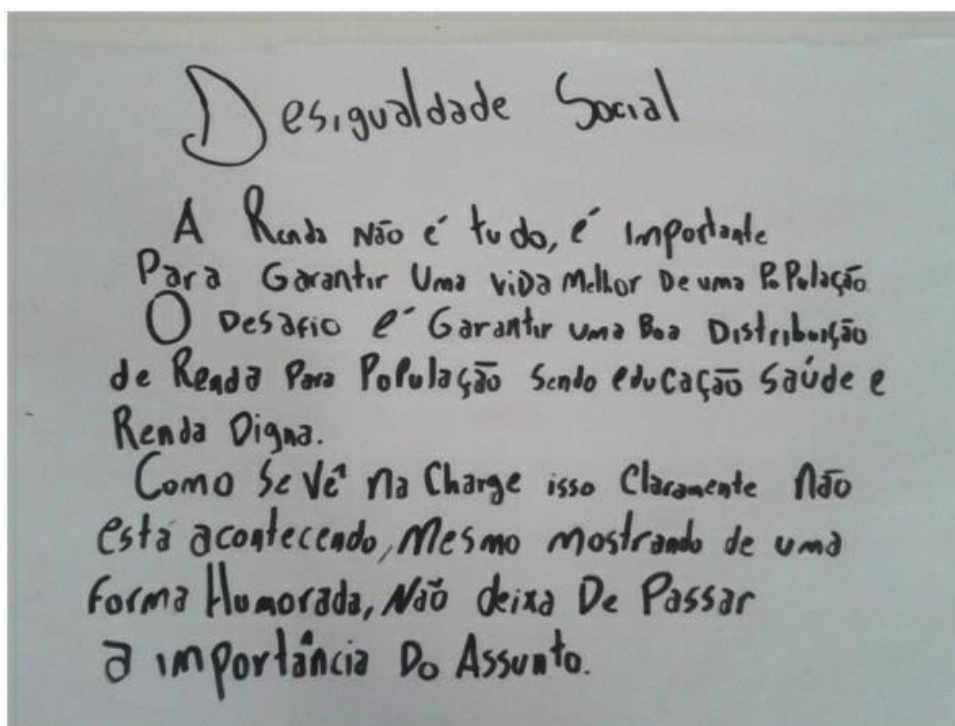 Desigualdade Social
A Renda Não é tudo, é importante
Para Garantir Uma viDa Melhor De uma PoPulação.
O Desafio é Garantir uma Boa Distribuição
de Renda Para PoPulação Sendo educação Saúde e
Renda Digna.
Como Se Vê na Charge isso Claramente não
está acontecendo, Mesmo mostrando de uma
forma Humorada, Não deixa De Passar
a importância Do Assunto.